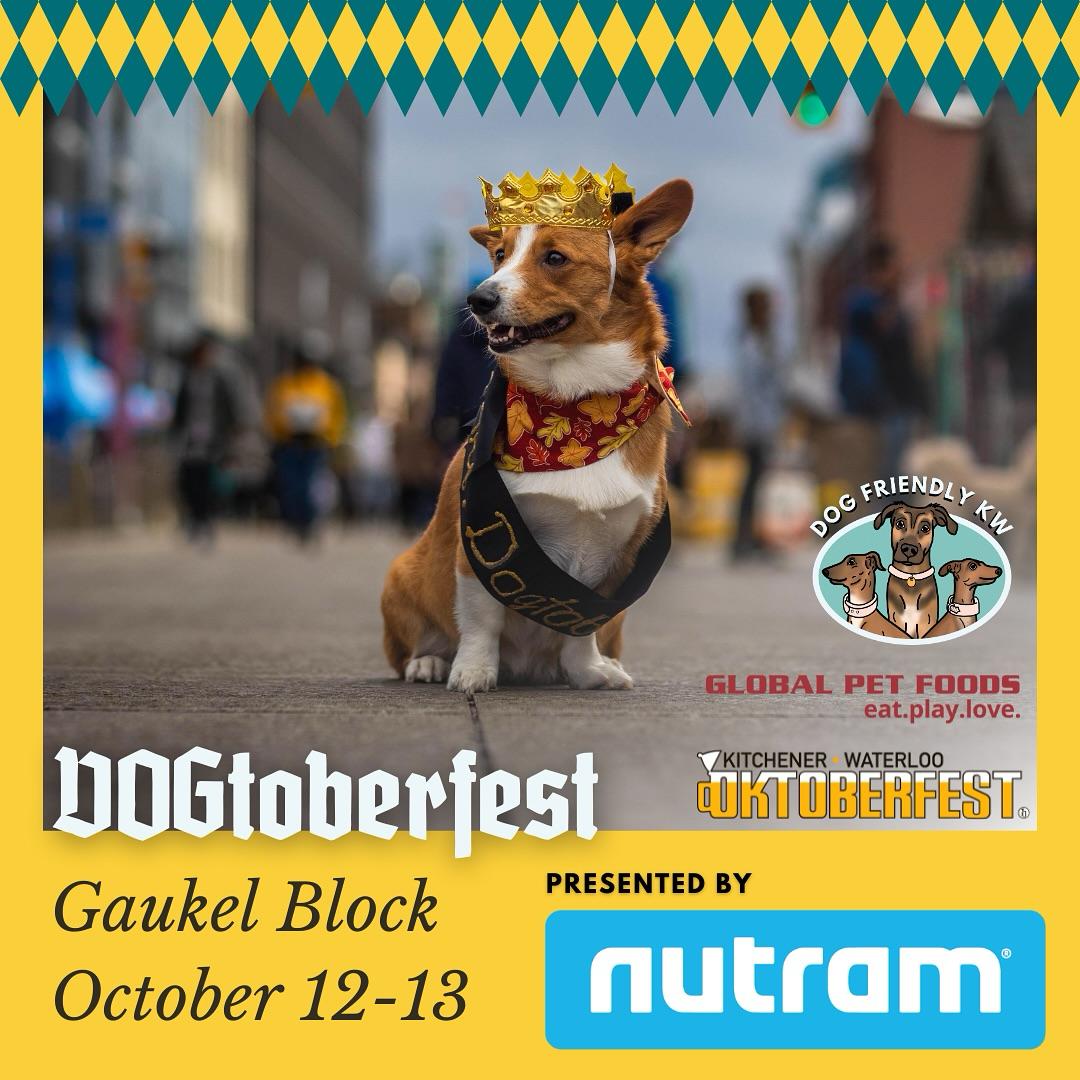 Dogtob
DOG FRIENDLY KW
GLOBAL PET FOODS
eat.play.love.
KITCHENER • WATERLOO
OKTOBERFEST®
DOGtoberfest
Gaukel Block
October 12-13
PRESENTED BY
nutram®